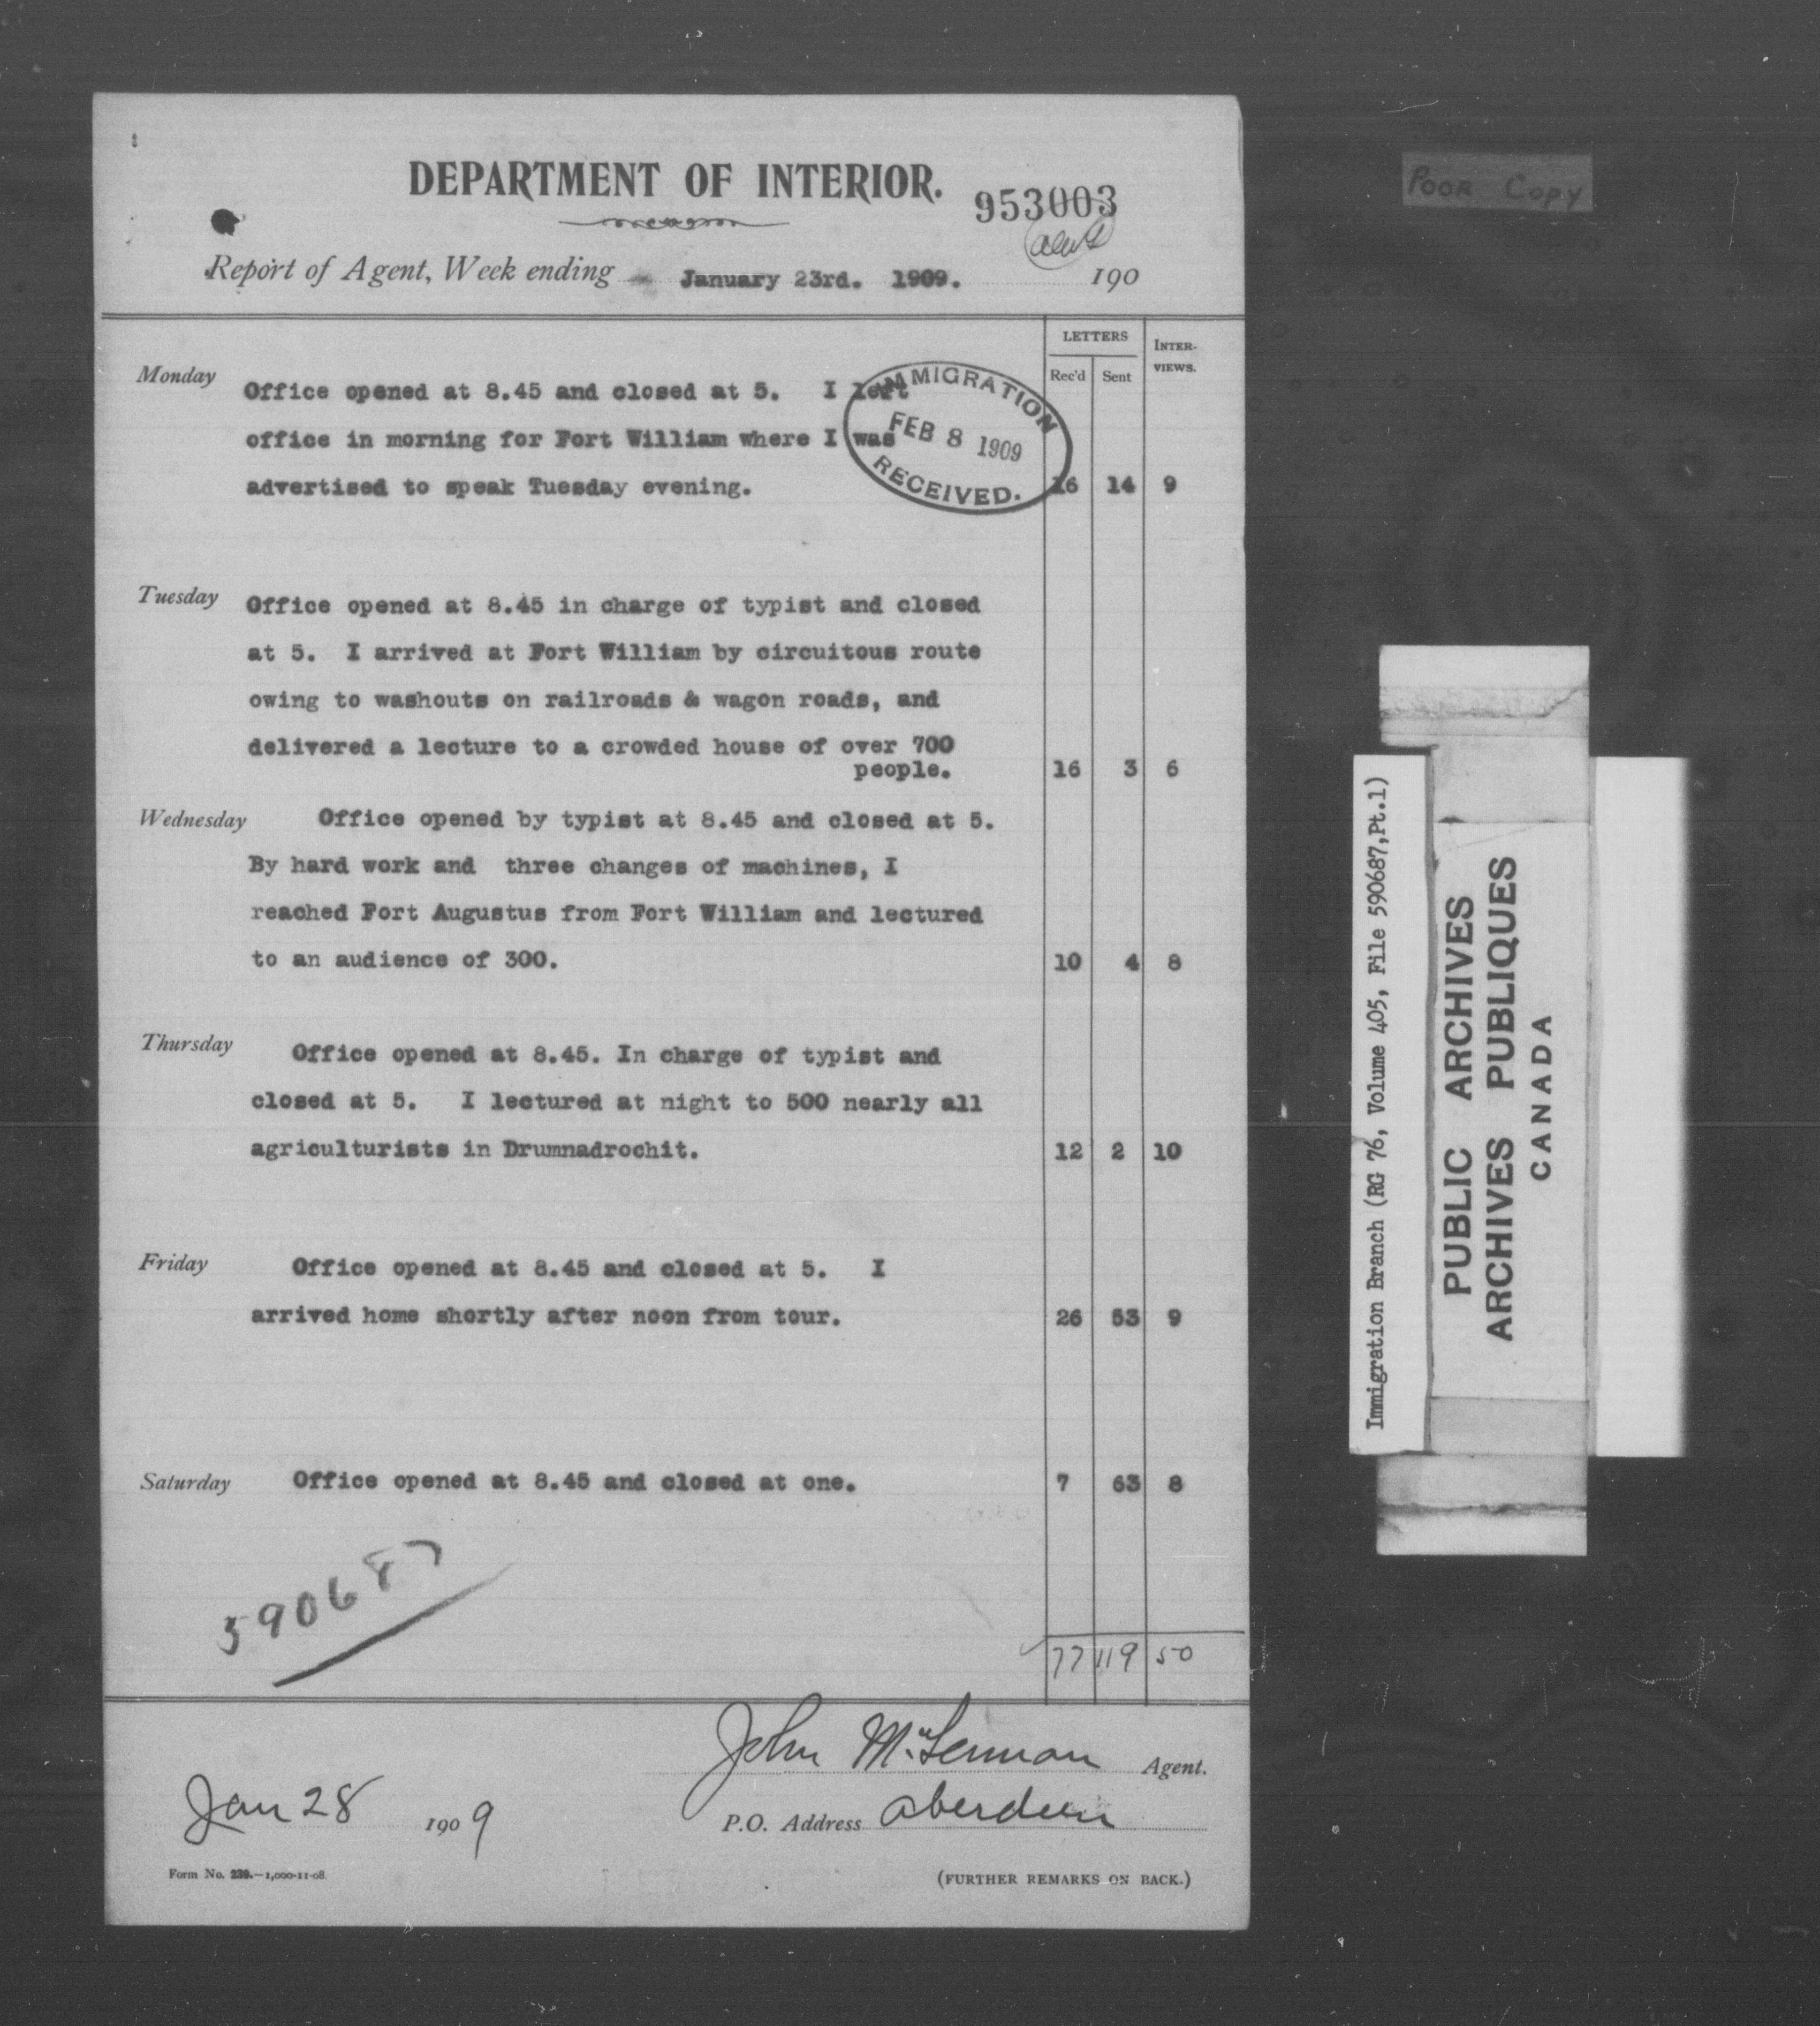 POOR COPY
DEPARTMENT OF INTERIOR.
953003
Report of Agent, Week ending January 23rd. 1909. 190
LETTERS
INTER-
VIEWS.
Rec'd Sent
IMMIGRATION
FEB 8 1909
RECEIVED.
Monday
Office opened at 8.45 and closed at 5. I left
office in morning for Fort William where I was
advertised to speak Tuesday evening. 16 14 9
Tuesday
Office opened at 8.45 in charge of typist and closed
at 5. I arrived at Fort William by circuitous route
owing to washouts on railroads & wagon roads, and
delivered a lecture to a crowded house of over 700
people. 16 3 6
Wednesday Office opened by typist at 8.45 and closed at 5.
By hard work and three changes of machines, I
reached Fort Augustus from Fort William and lectured
to an audience of 300. 10 4 8
Thursday
Office opened at 8.45. In charge of typist and
closed at 5. I lectured at night to 500 nearly all
agriculturists in Drumnadrochit. 12 2 10
Friday Office opened at 8.45 and closed at 5. I
arrived home shortly after noon from tour. 26 53 9
Saturday Office opened at 8.45 and closed at one. 7 63 8
590687
77 119 50
John McLennan Agent.
Jan 28 1909
P.O. Address Aberdeen
Form No. 239.—1,000-11-08.
(FURTHER REMARKS ON BACK.)
Immigration Branch (RG 76, Volume 405, File 590687,Pt.1)
PUBLIC ARCHIVES
ARCHIVES PUBLIQUES
CANADA